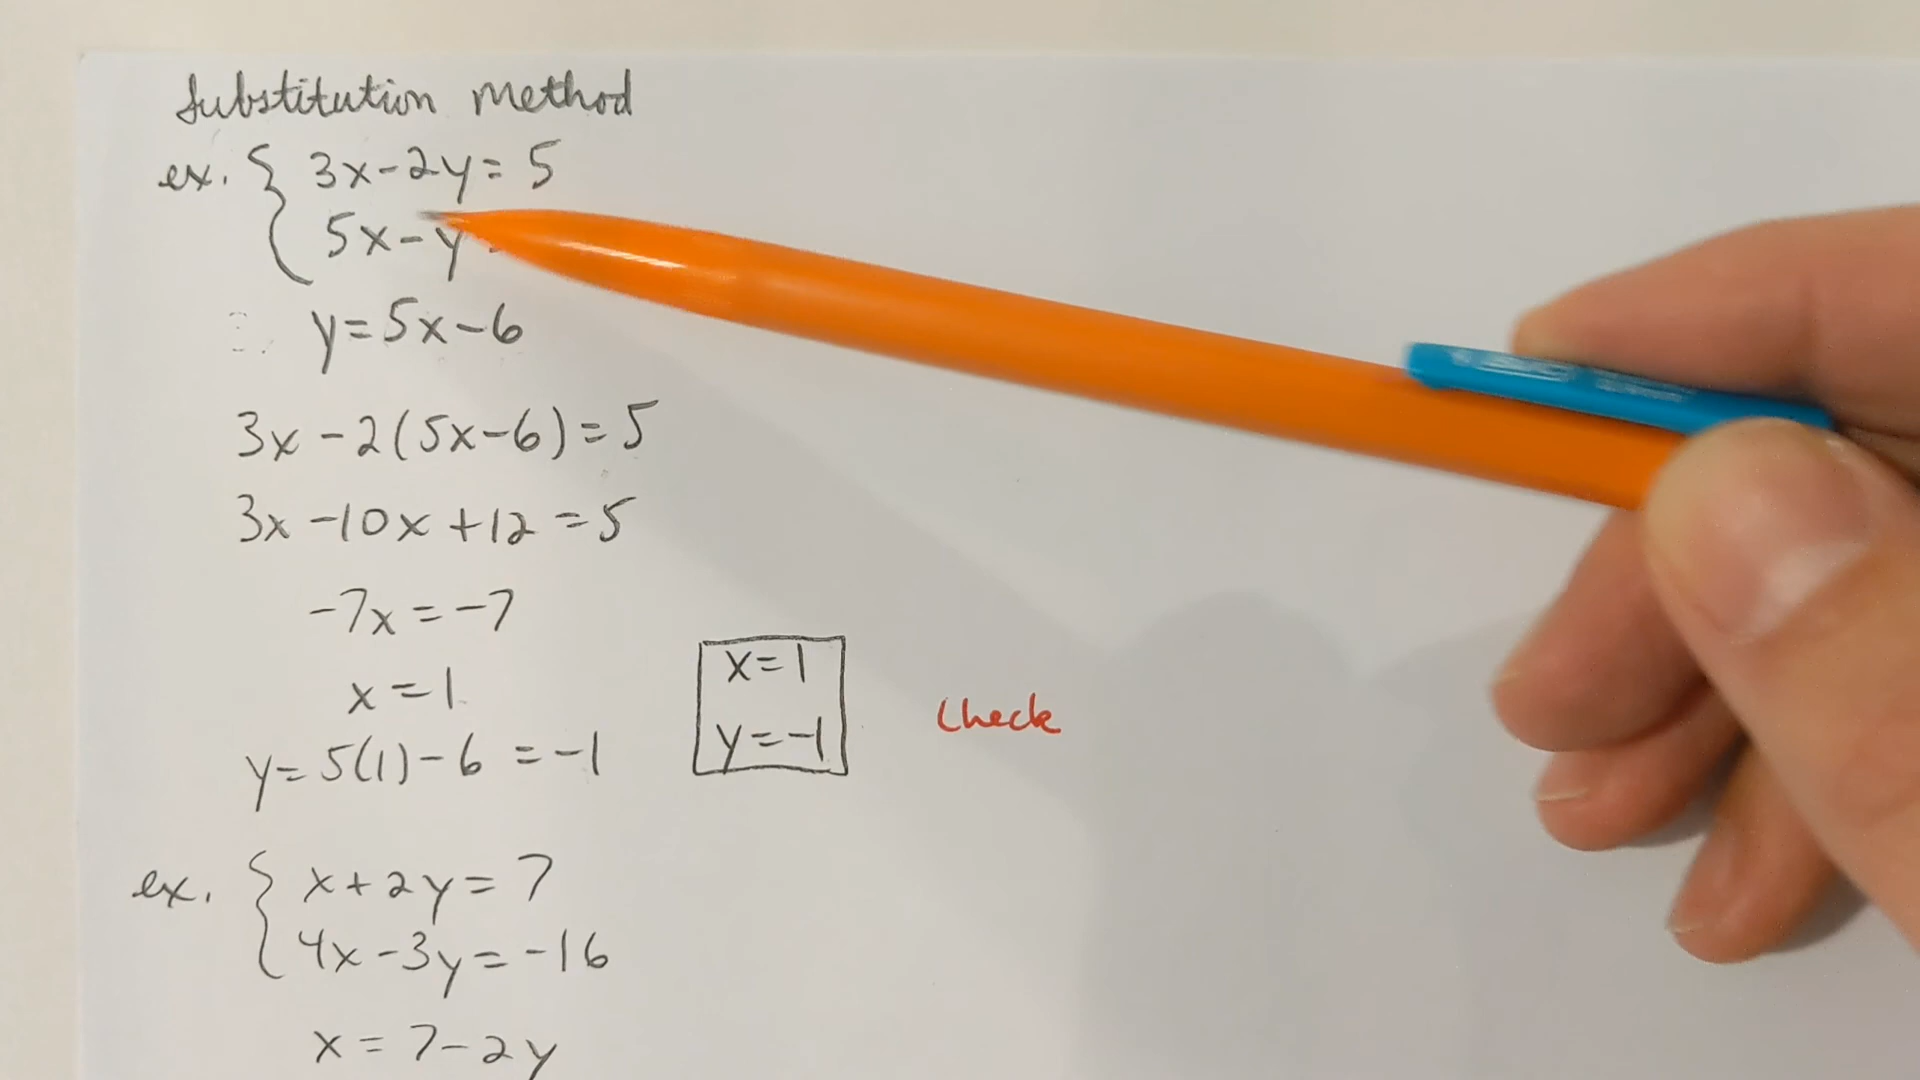 Substitution method
ex. { 3x-2y=5
5x-y
y=5x-6
3x-2(5x-6)=5
3x-10x+12=5
-7x=-7
x=1
y=5(1)-6=-1
x=1
y=-1
Check
ex. { x+2y=7
4x-3y=-16
x=7-2y